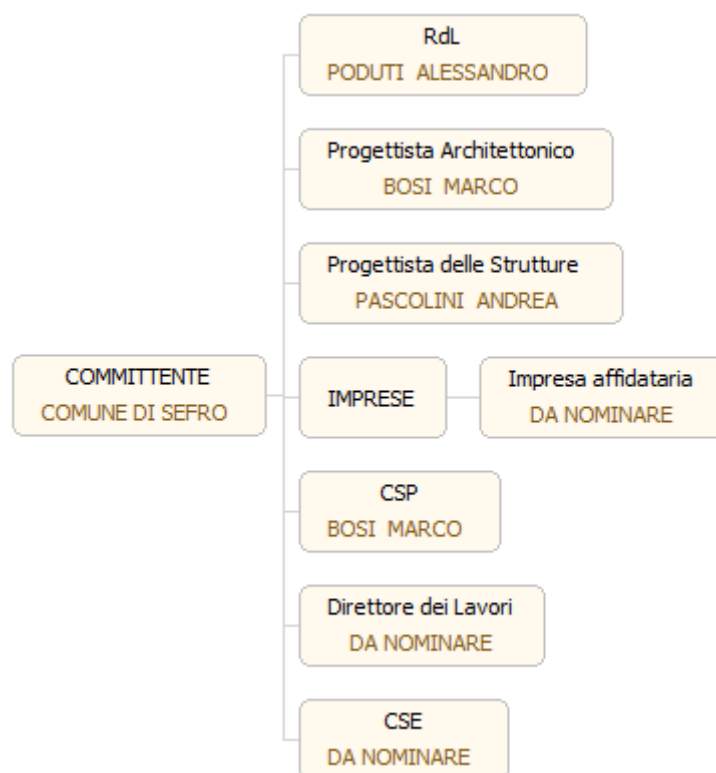 RdL
PODUTI ALESSANDRO
Progettista Architettonico
BOSI MARCO
Progettista delle Strutture
PASCOLINI ANDREA
COMMITTENTE
COMUNE DI SEFRO
IMPRESE
Impresa affidataria
DA NOMINARE
CSP
BOSI MARCO
Direttore dei Lavori
DA NOMINARE
CSE
DA NOMINARE